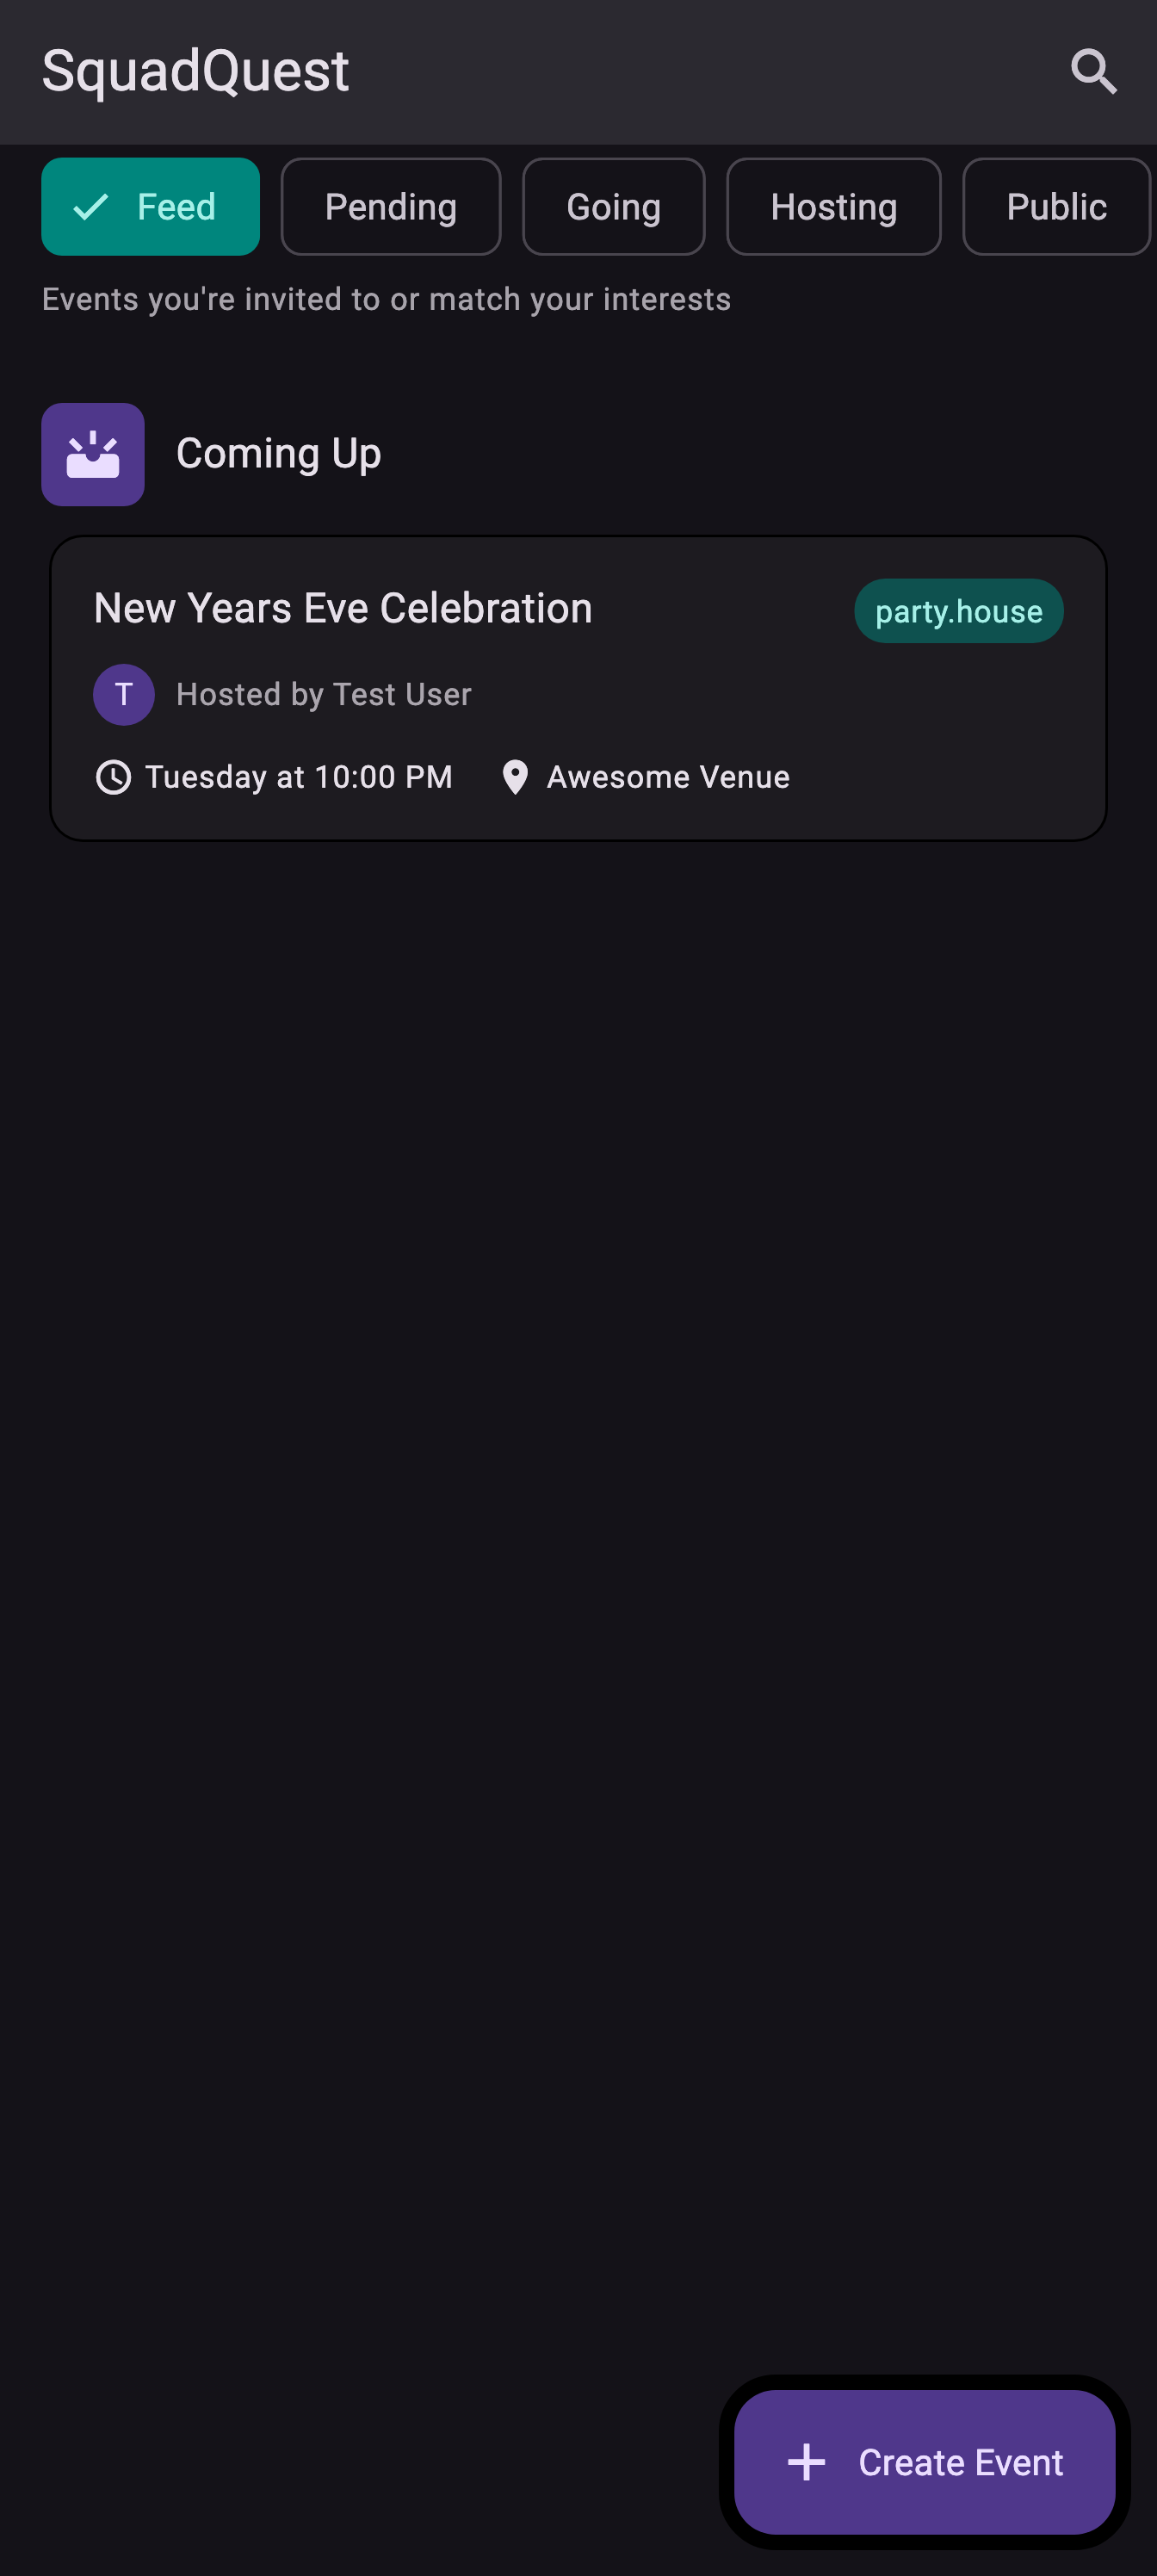 SquadQuest
Feed Pending Going Hosting Public
Events you're invited to or match your interests
Coming Up
New Years Eve Celebration party.house
T Hosted by Test User
Tuesday at 10:00 PM Awesome Venue
Create Event